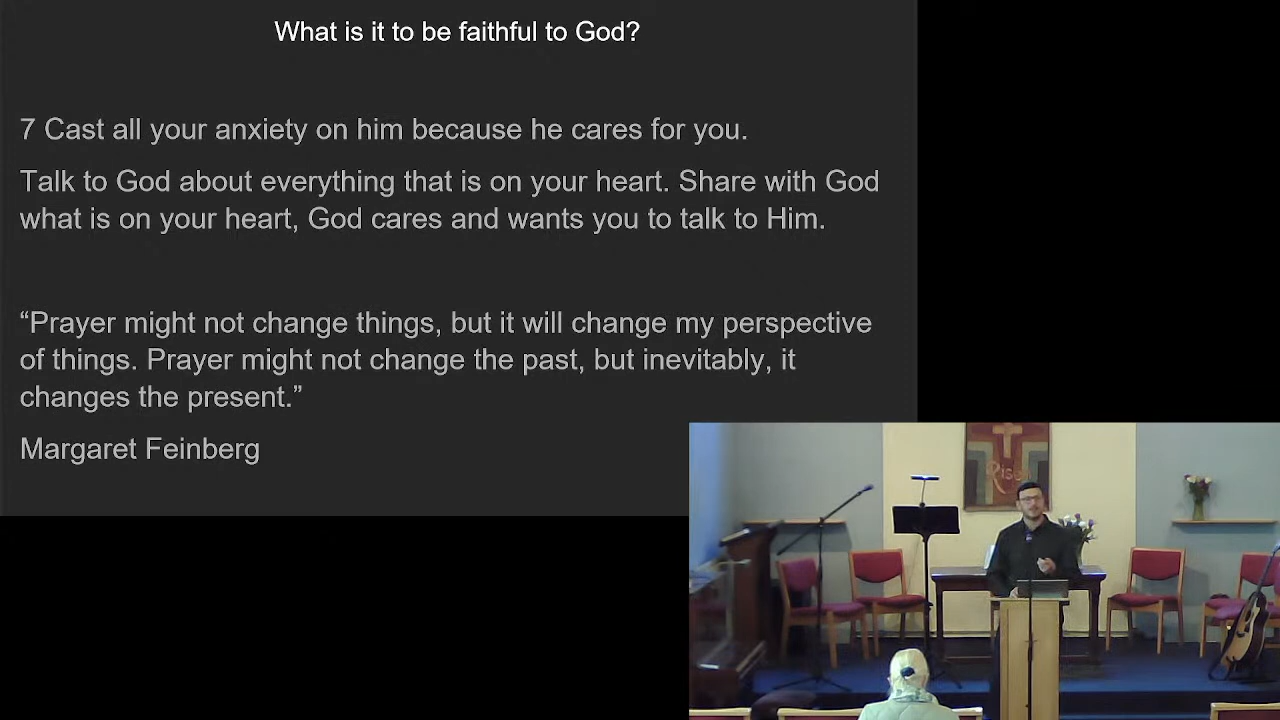 What is it to be faithful to God?
7 Cast all your anxiety on him because he cares for you.
Talk to God about everything that is on your heart. Share with God
what is on your heart, God cares and wants you to talk to Him.
“Prayer might not change things, but it will change my perspective
of things. Prayer might not change the past, but inevitably, it
changes the present.”
Margaret Feinberg
Risen